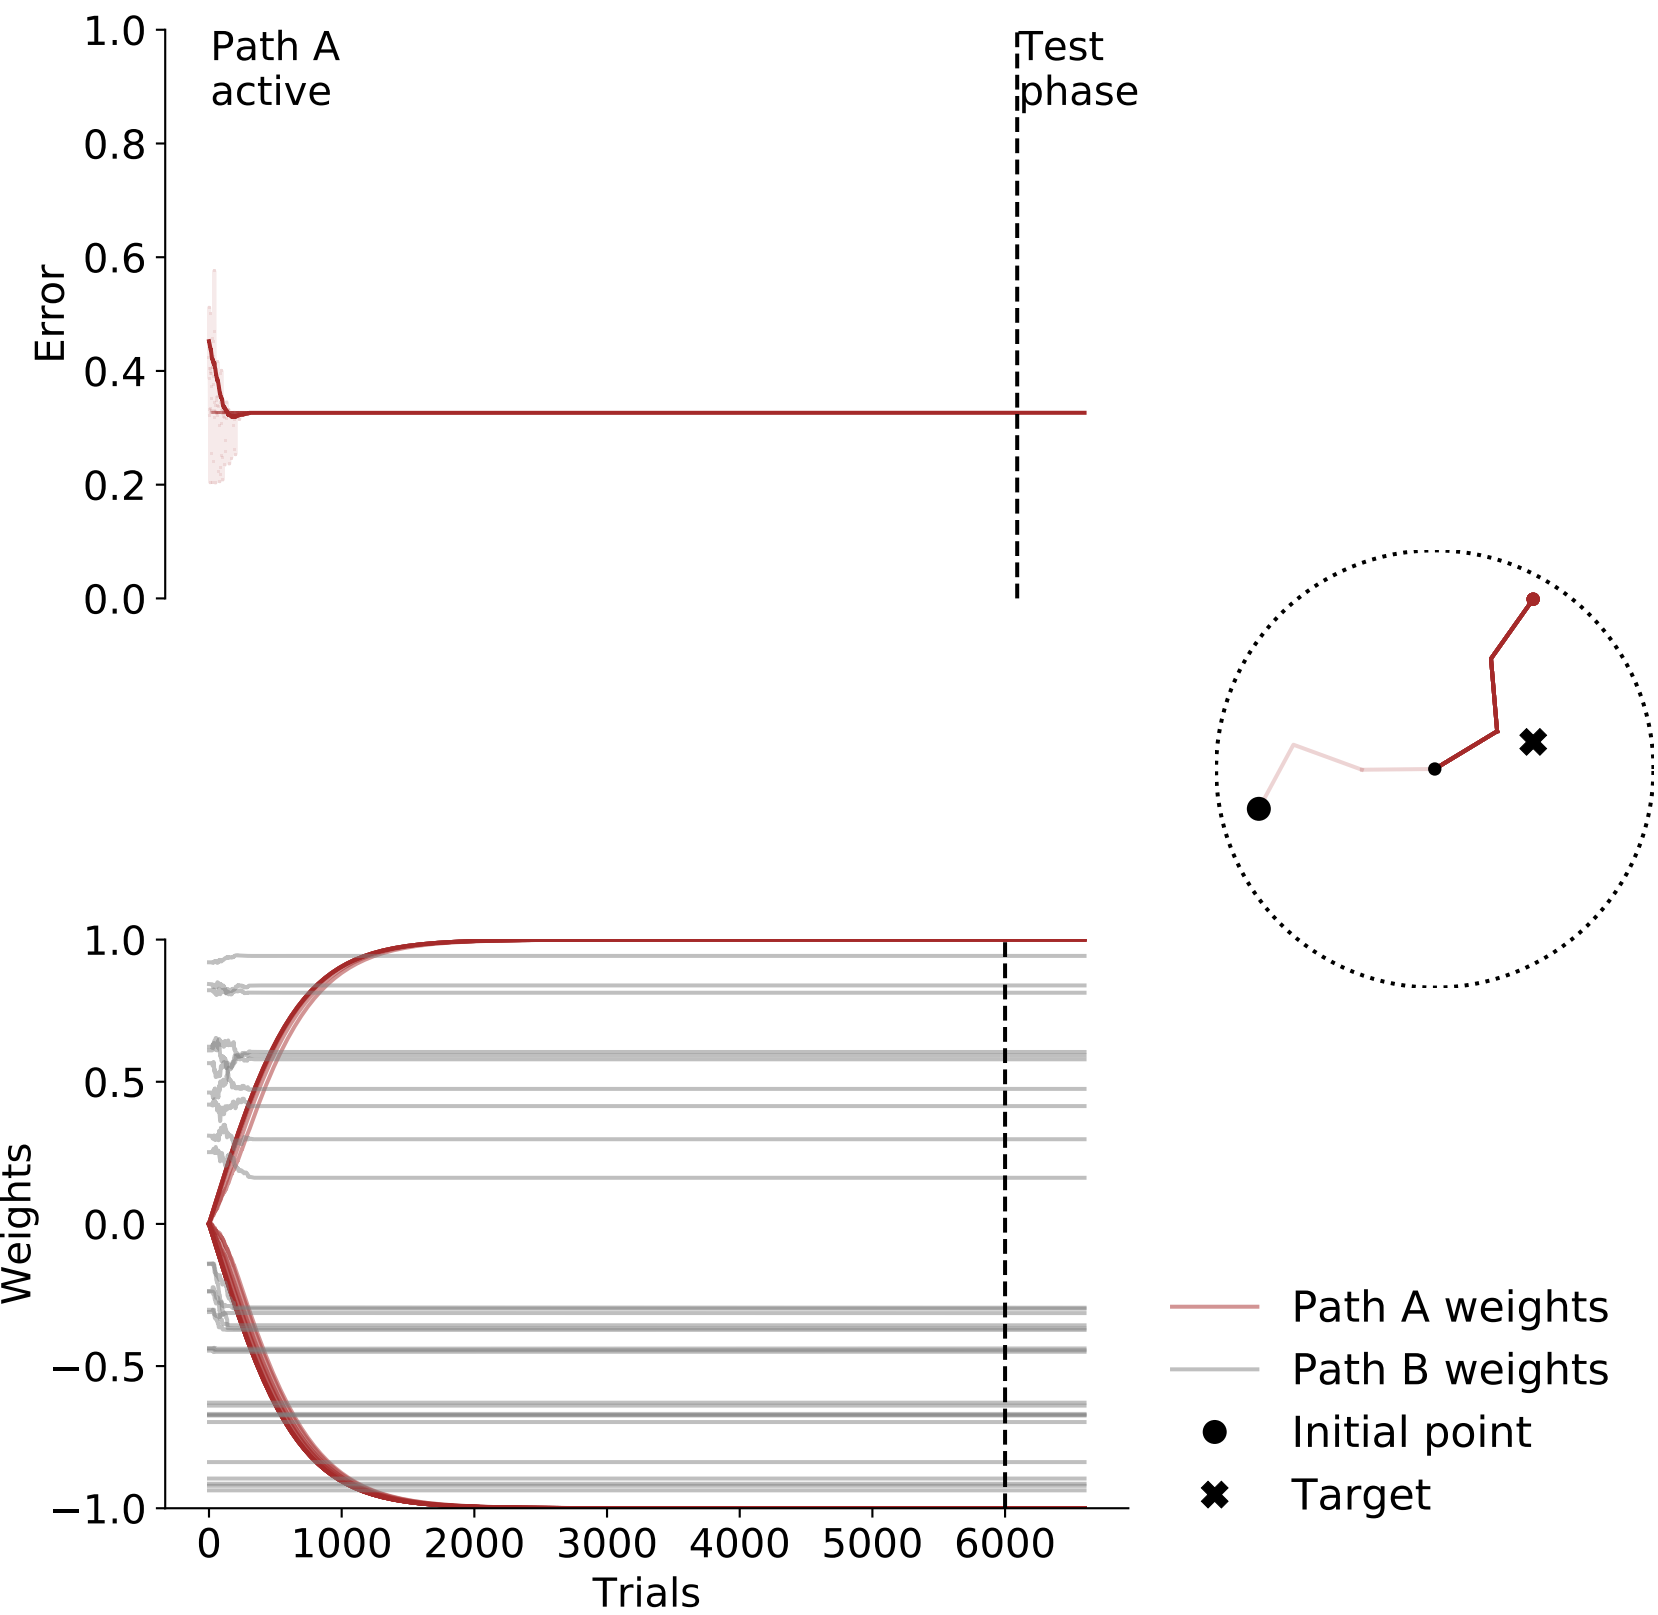 Path A
active
Test
phase
1.0
0.8
0.6
0.4
0.2
0.0
Error
1.0
0.5
0.0
−0.5
−1.0
Weights
0 1000 2000 3000 4000 5000 6000
Trials
Path A weights
Path B weights
Initial point
Target